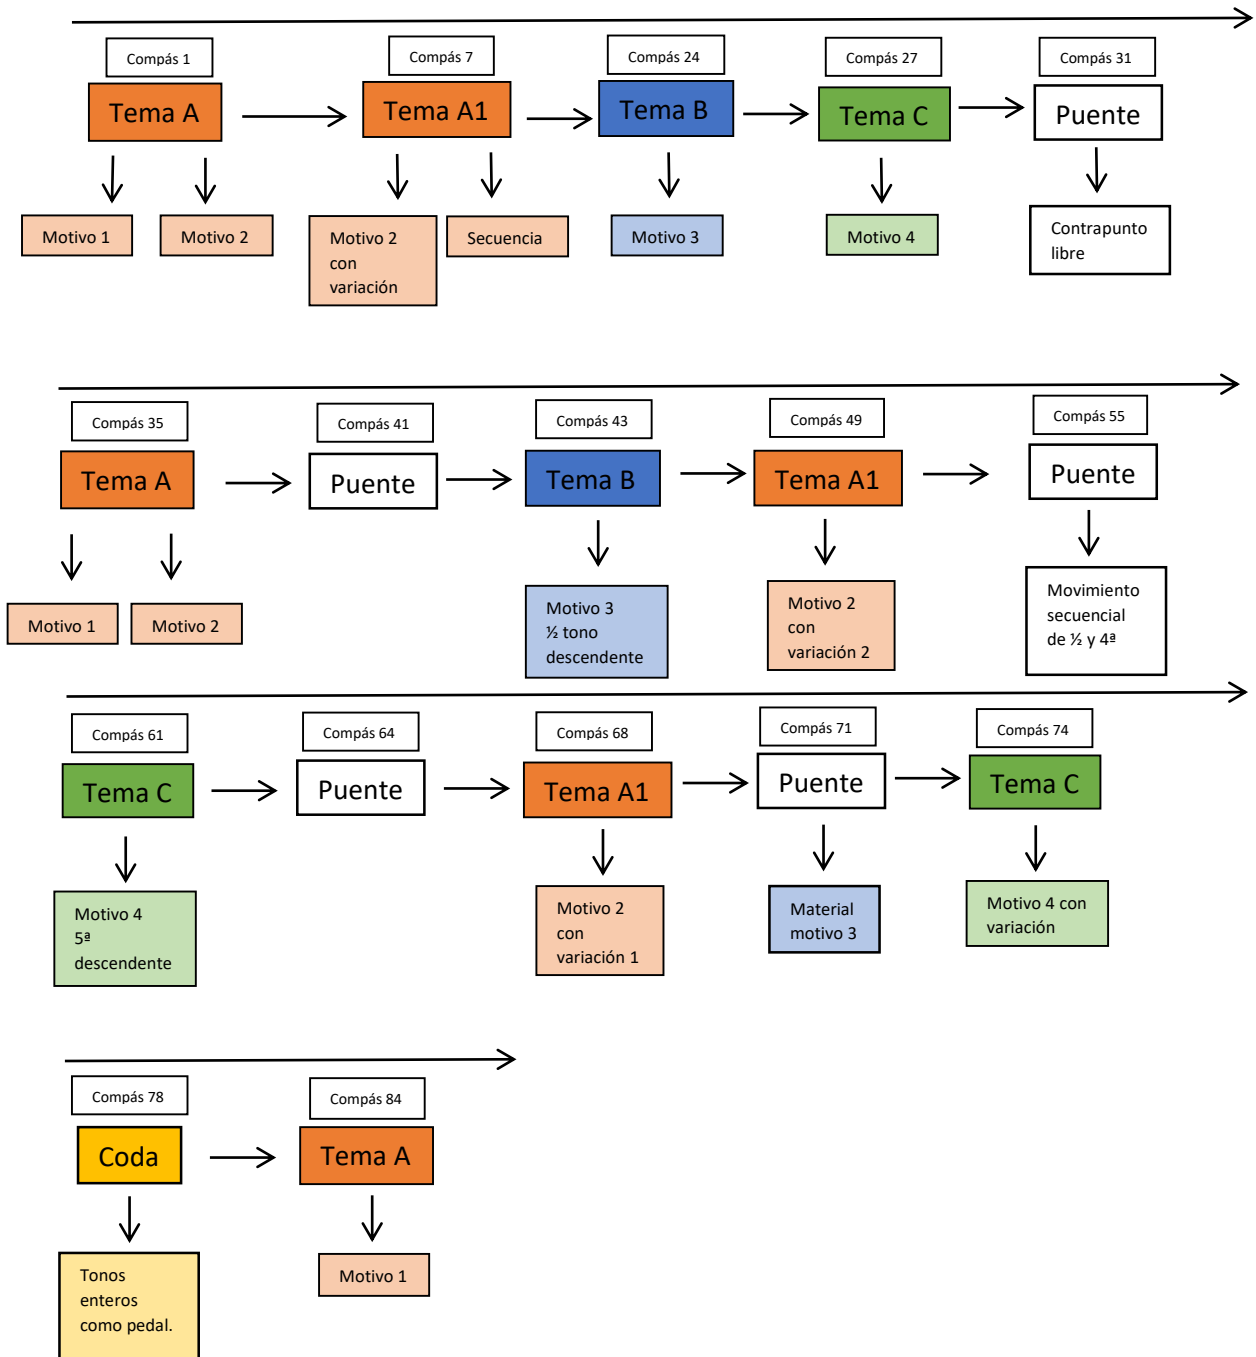 Compás 1
Compás 7
Compás 24
Compás 27
Compás 31
Tema A
Tema A1
Tema B
Tema C
Puente
Motivo 1
Motivo 2
Motivo 2
con
variación
Secuencia
Motivo 3
Motivo 4
Contrapunto
libre
Compás 35
Compás 41
Compás 43
Compás 49
Compás 55
Tema A
Puente
Tema B
Tema A1
Puente
Motivo 1
Motivo 2
Motivo 3
½ tono
descendente
Motivo 2
con
variación 2
Movimiento
secuencial
de ½ y 4ª
Compás 61
Compás 64
Compás 68
Compás 71
Compás 74
Tema C
Puente
Tema A1
Puente
Tema C
Motivo 4
5ª
descendente
Motivo 2
con
variación 1
Material
motivo 3
Motivo 4 con
variación
Compás 78
Compás 84
Coda
Tema A
Tonos
enteros
como pedal.
Motivo 1